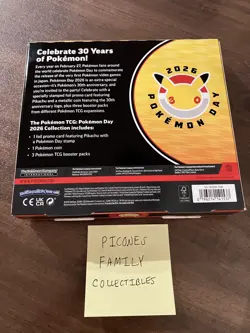 Celebrate 30 Years
of Pokémon!
Every year on February 27, Pokémon fans around
the world celebrate Pokémon Day to commemorate
the release of the very first Pokémon video games
in Japan. Pokémon Day 2026 is an extra special
occasion—it's Pokémon's 30th anniversary, and
you're invited to the party! Celebrate with a
specially stamped foil promo card featuring
Pikachu and a metallic coin featuring the 30th
anniversary logo, plus three booster packs
from different Pokémon TCG expansions.
The Pokémon TCG: Pokémon Day
2026 Collection includes:
• 1 foil promo card featuring Pikachu with a
Pokémon Day stamp
• 1 Pokémon coin
• 3 Pokémon TCG booster packs
2026
POKÉMON DAY
CE
FSC
PICONES
FAMILY
COLLECTIBLES